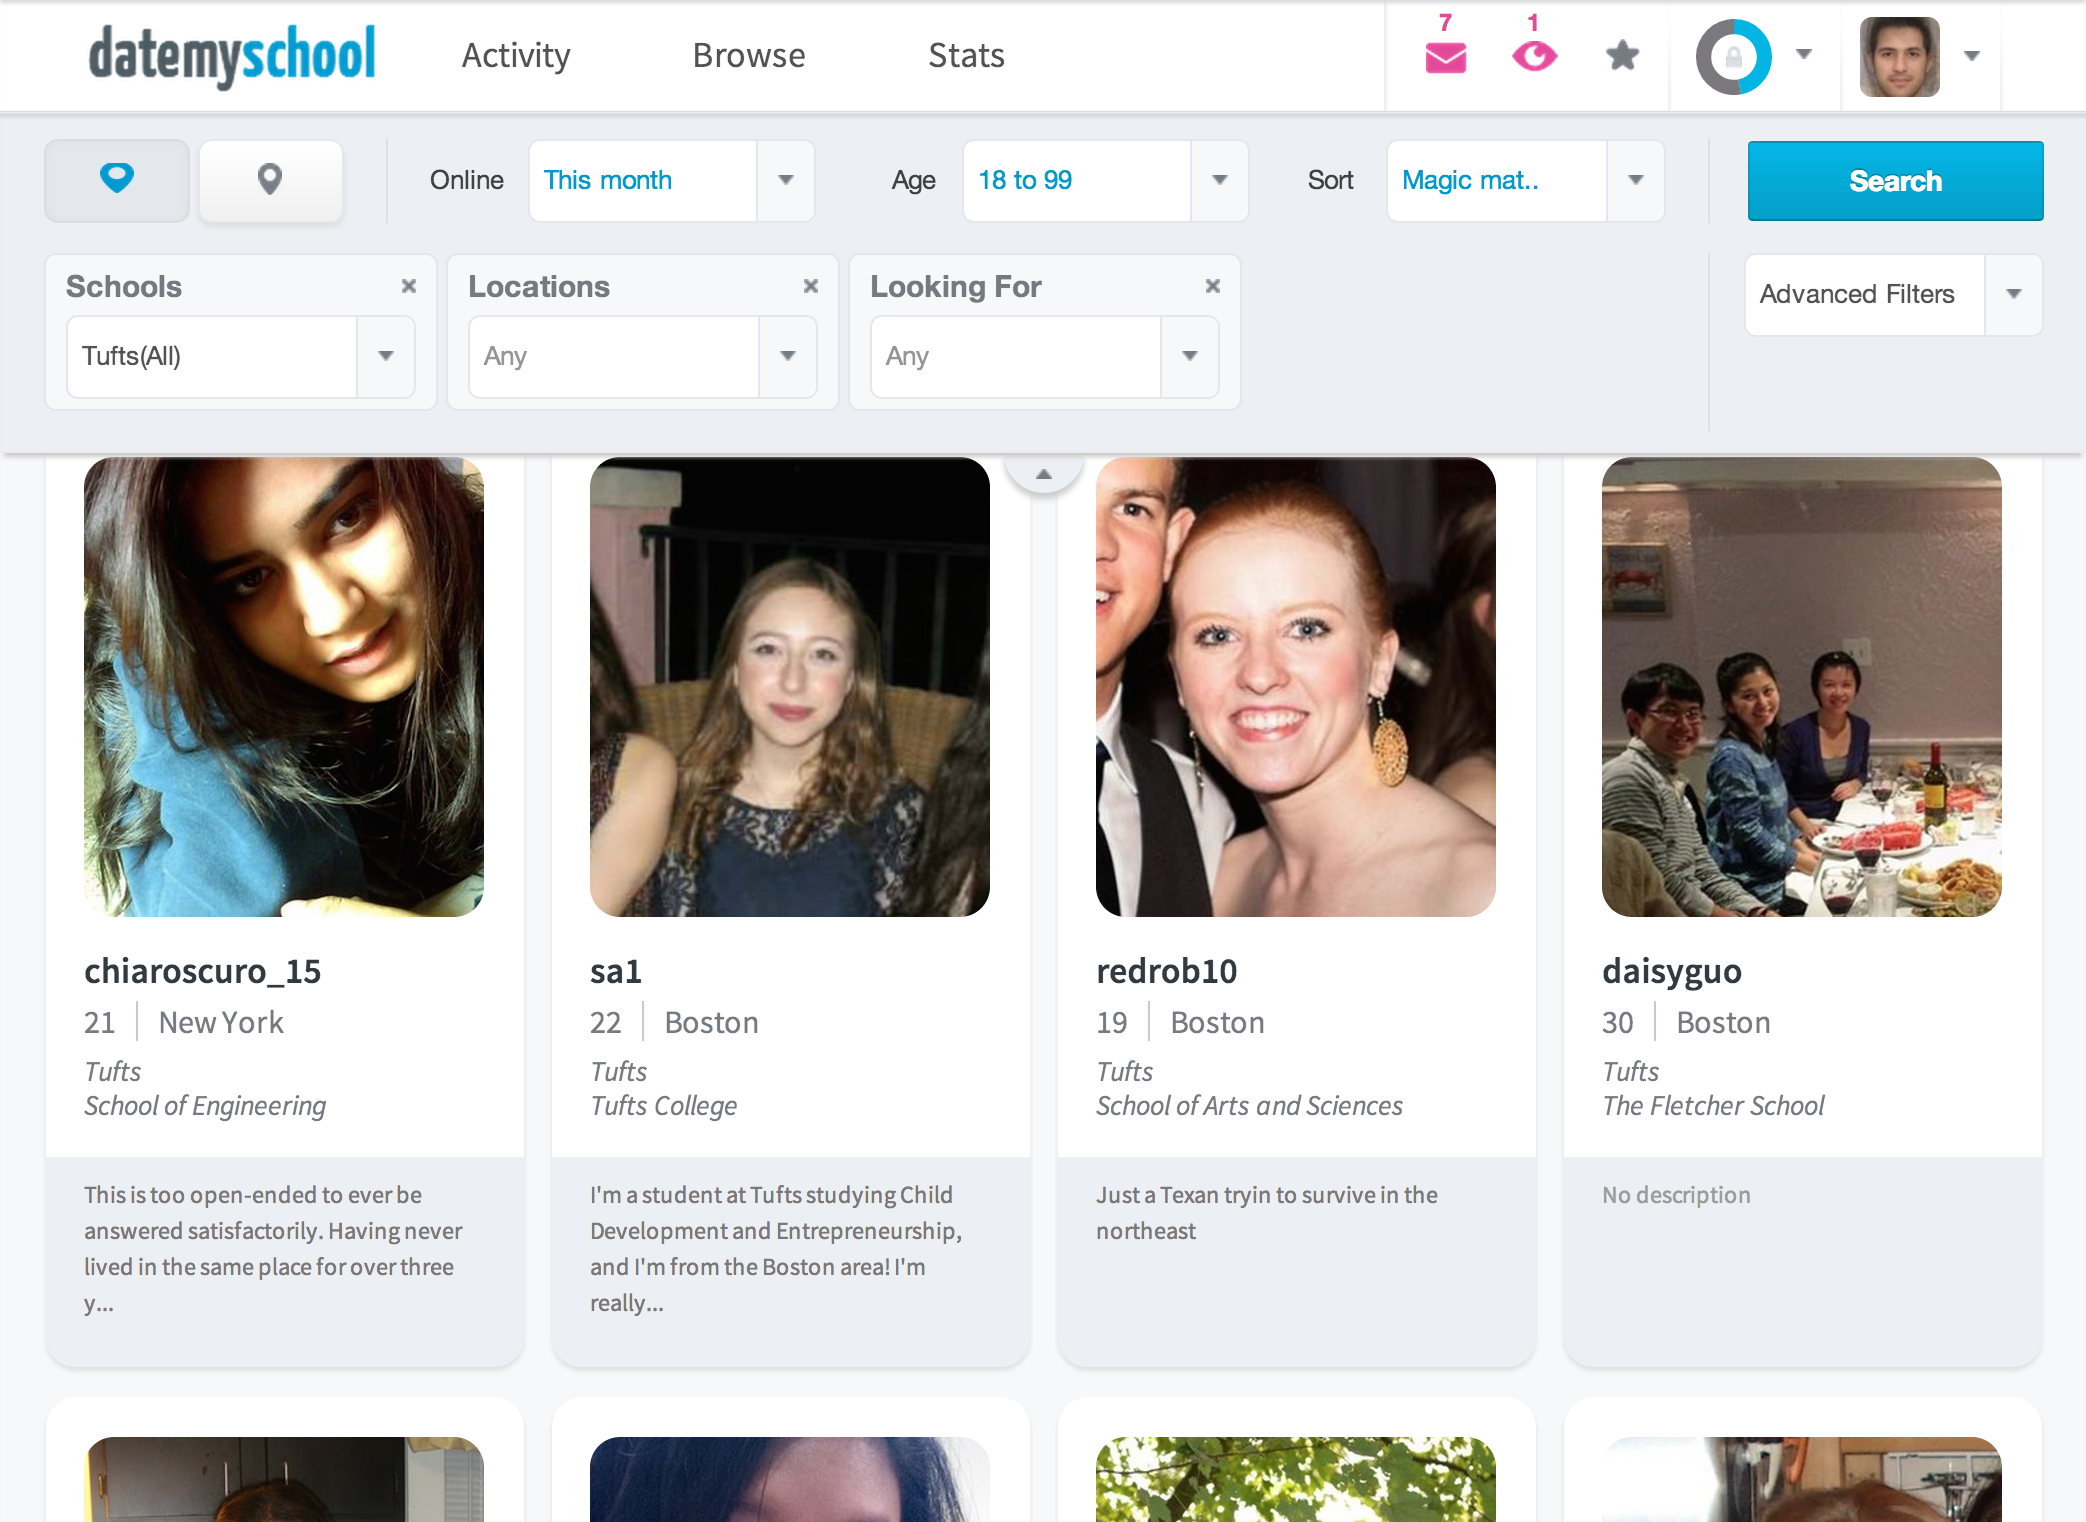 datemyschool
Activity
Browse
Stats
7
1
Online
This month
Age
18 to 99
Sort
Magic mat..
Search
Schools
Locations
Looking For
Advanced Filters
Tufts(All)
Any
Any
chiaroscuro_15
21
New York
Tufts
School of Engineering
This is too open-ended to ever be
answered satisfactorily. Having never
lived in the same place for over three
y...
sa1
22
Boston
Tufts
Tufts College
I'm a student at Tufts studying Child
Development and Entrepreneurship,
and I'm from the Boston area! I'm
really...
redrob10
19
Boston
Tufts
School of Arts and Sciences
Just a Texan tryin to survive in the
northeast
daisyguo
30
Boston
Tufts
The Fletcher School
No description